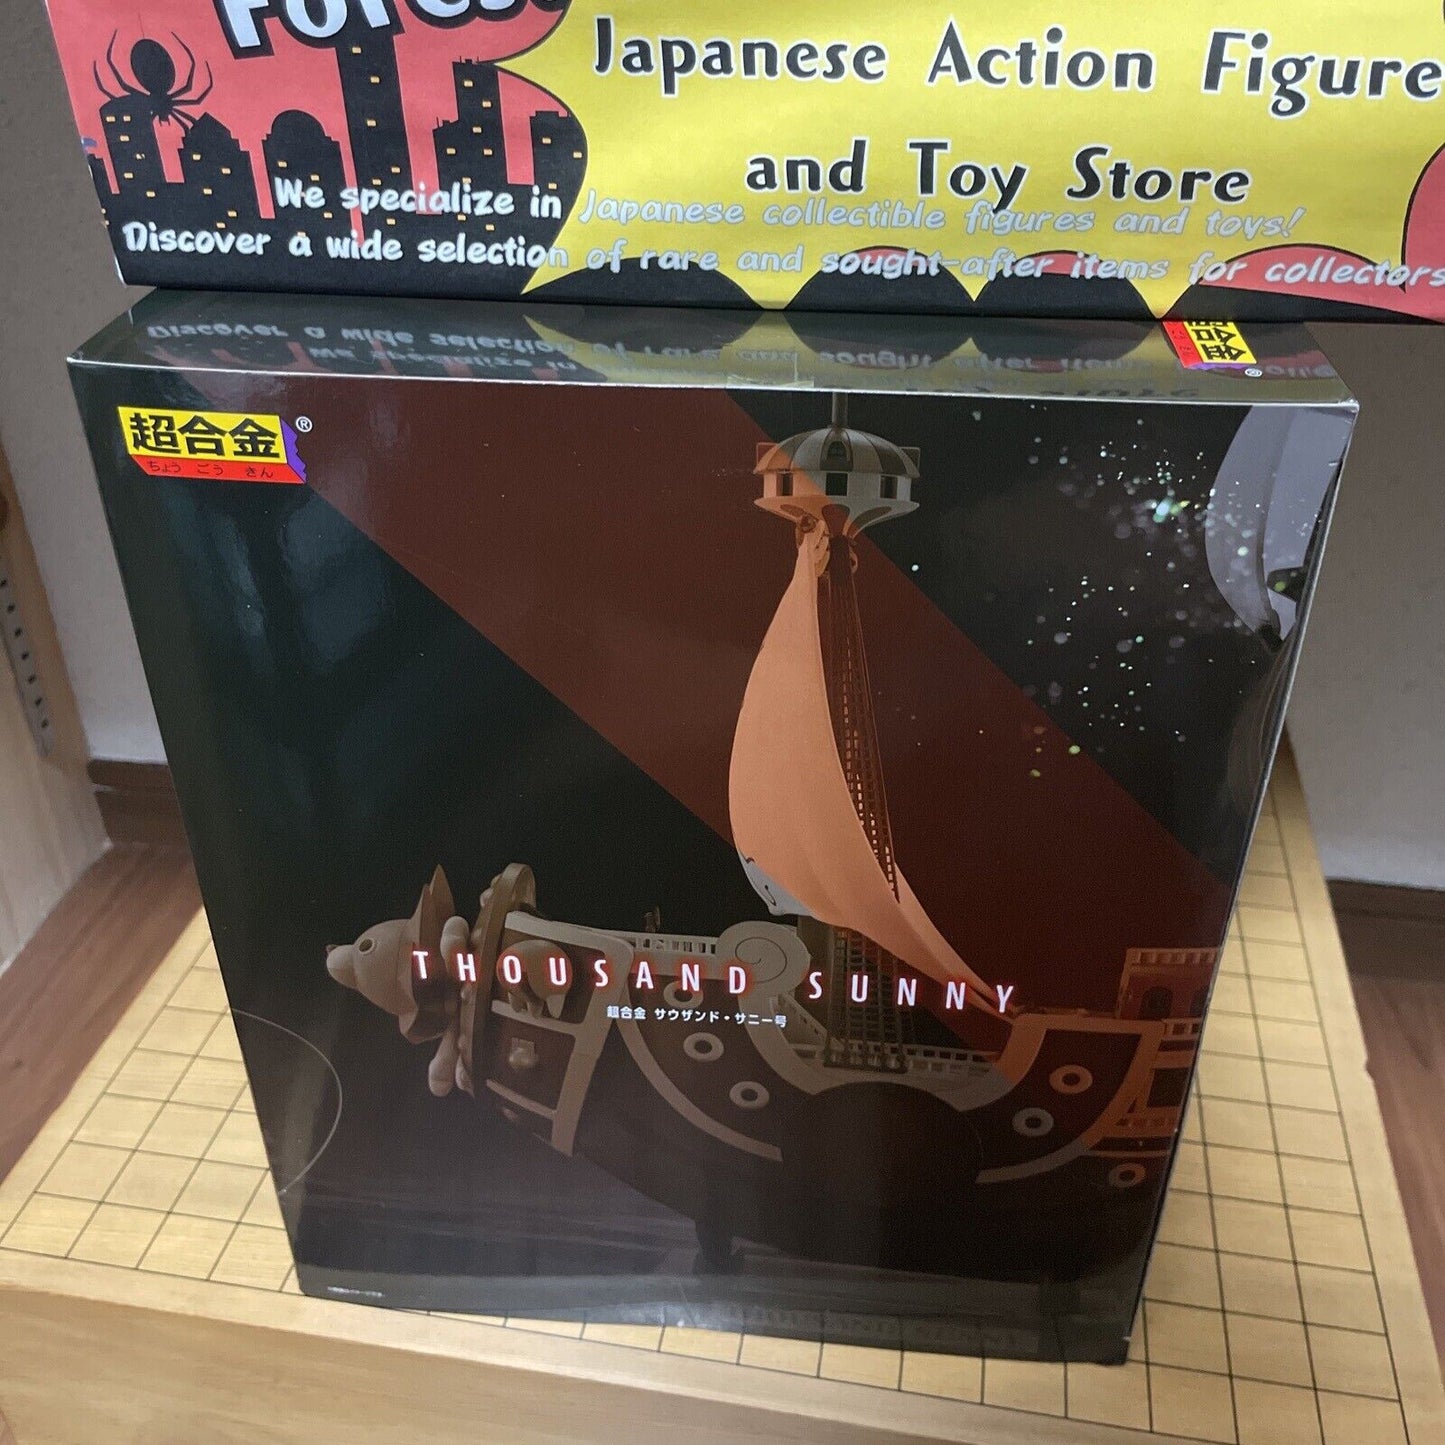 Japanese Action Figure
and Toy Store
We specialize in Japanese collectible figures and toys!
Discover a wide selection of rare and sought-after items for collectors
超合金®
ちょう ごう きん
THOUSAND SUNNY
超合金 サウザンド・サニー号